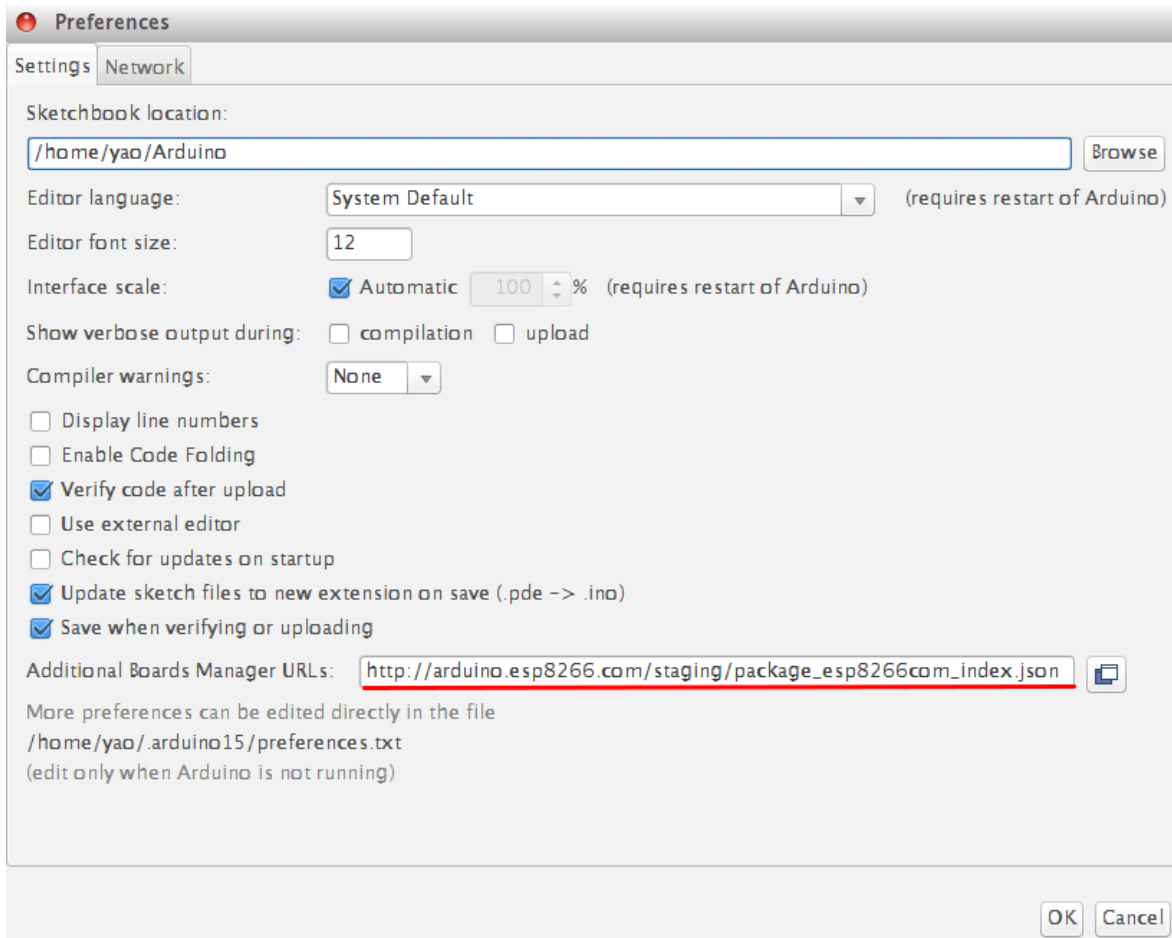 Preferences
Settings Network
Sketchbook location:
/home/yao/Arduino Browse
Editor language: System Default (requires restart of Arduino)
Editor font size: 12
Interface scale: Automatic 100 % (requires restart of Arduino)
Show verbose output during: compilation upload
Compiler warnings: None
Display line numbers
Enable Code Folding
Verify code after upload
Use external editor
Check for updates on startup
Update sketch files to new extension on save (.pde -> .ino)
Save when verifying or uploading
Additional Boards Manager URLs: http://arduino.esp8266.com/staging/package_esp8266com_index.json
More preferences can be edited directly in the file
/home/yao/.arduino15/preferences.txt
(edit only when Arduino is not running)
OK Cancel